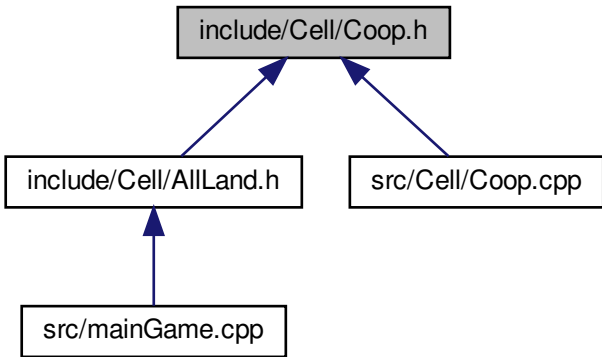 include/Cell/Coop.h
include/Cell/AllLand.h
src/Cell/Coop.cpp
src/mainGame.cpp